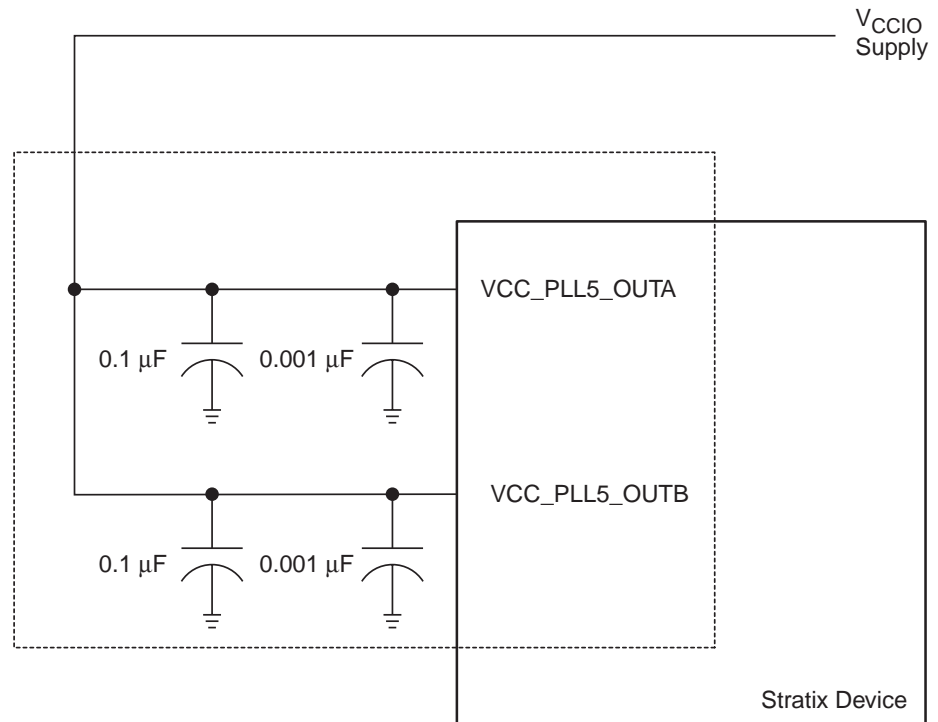 VCCIO
Supply
VCC_PLL5_OUTA
0.1 μF
0.001 μF
VCC_PLL5_OUTB
0.1 μF
0.001 μF
Stratix Device